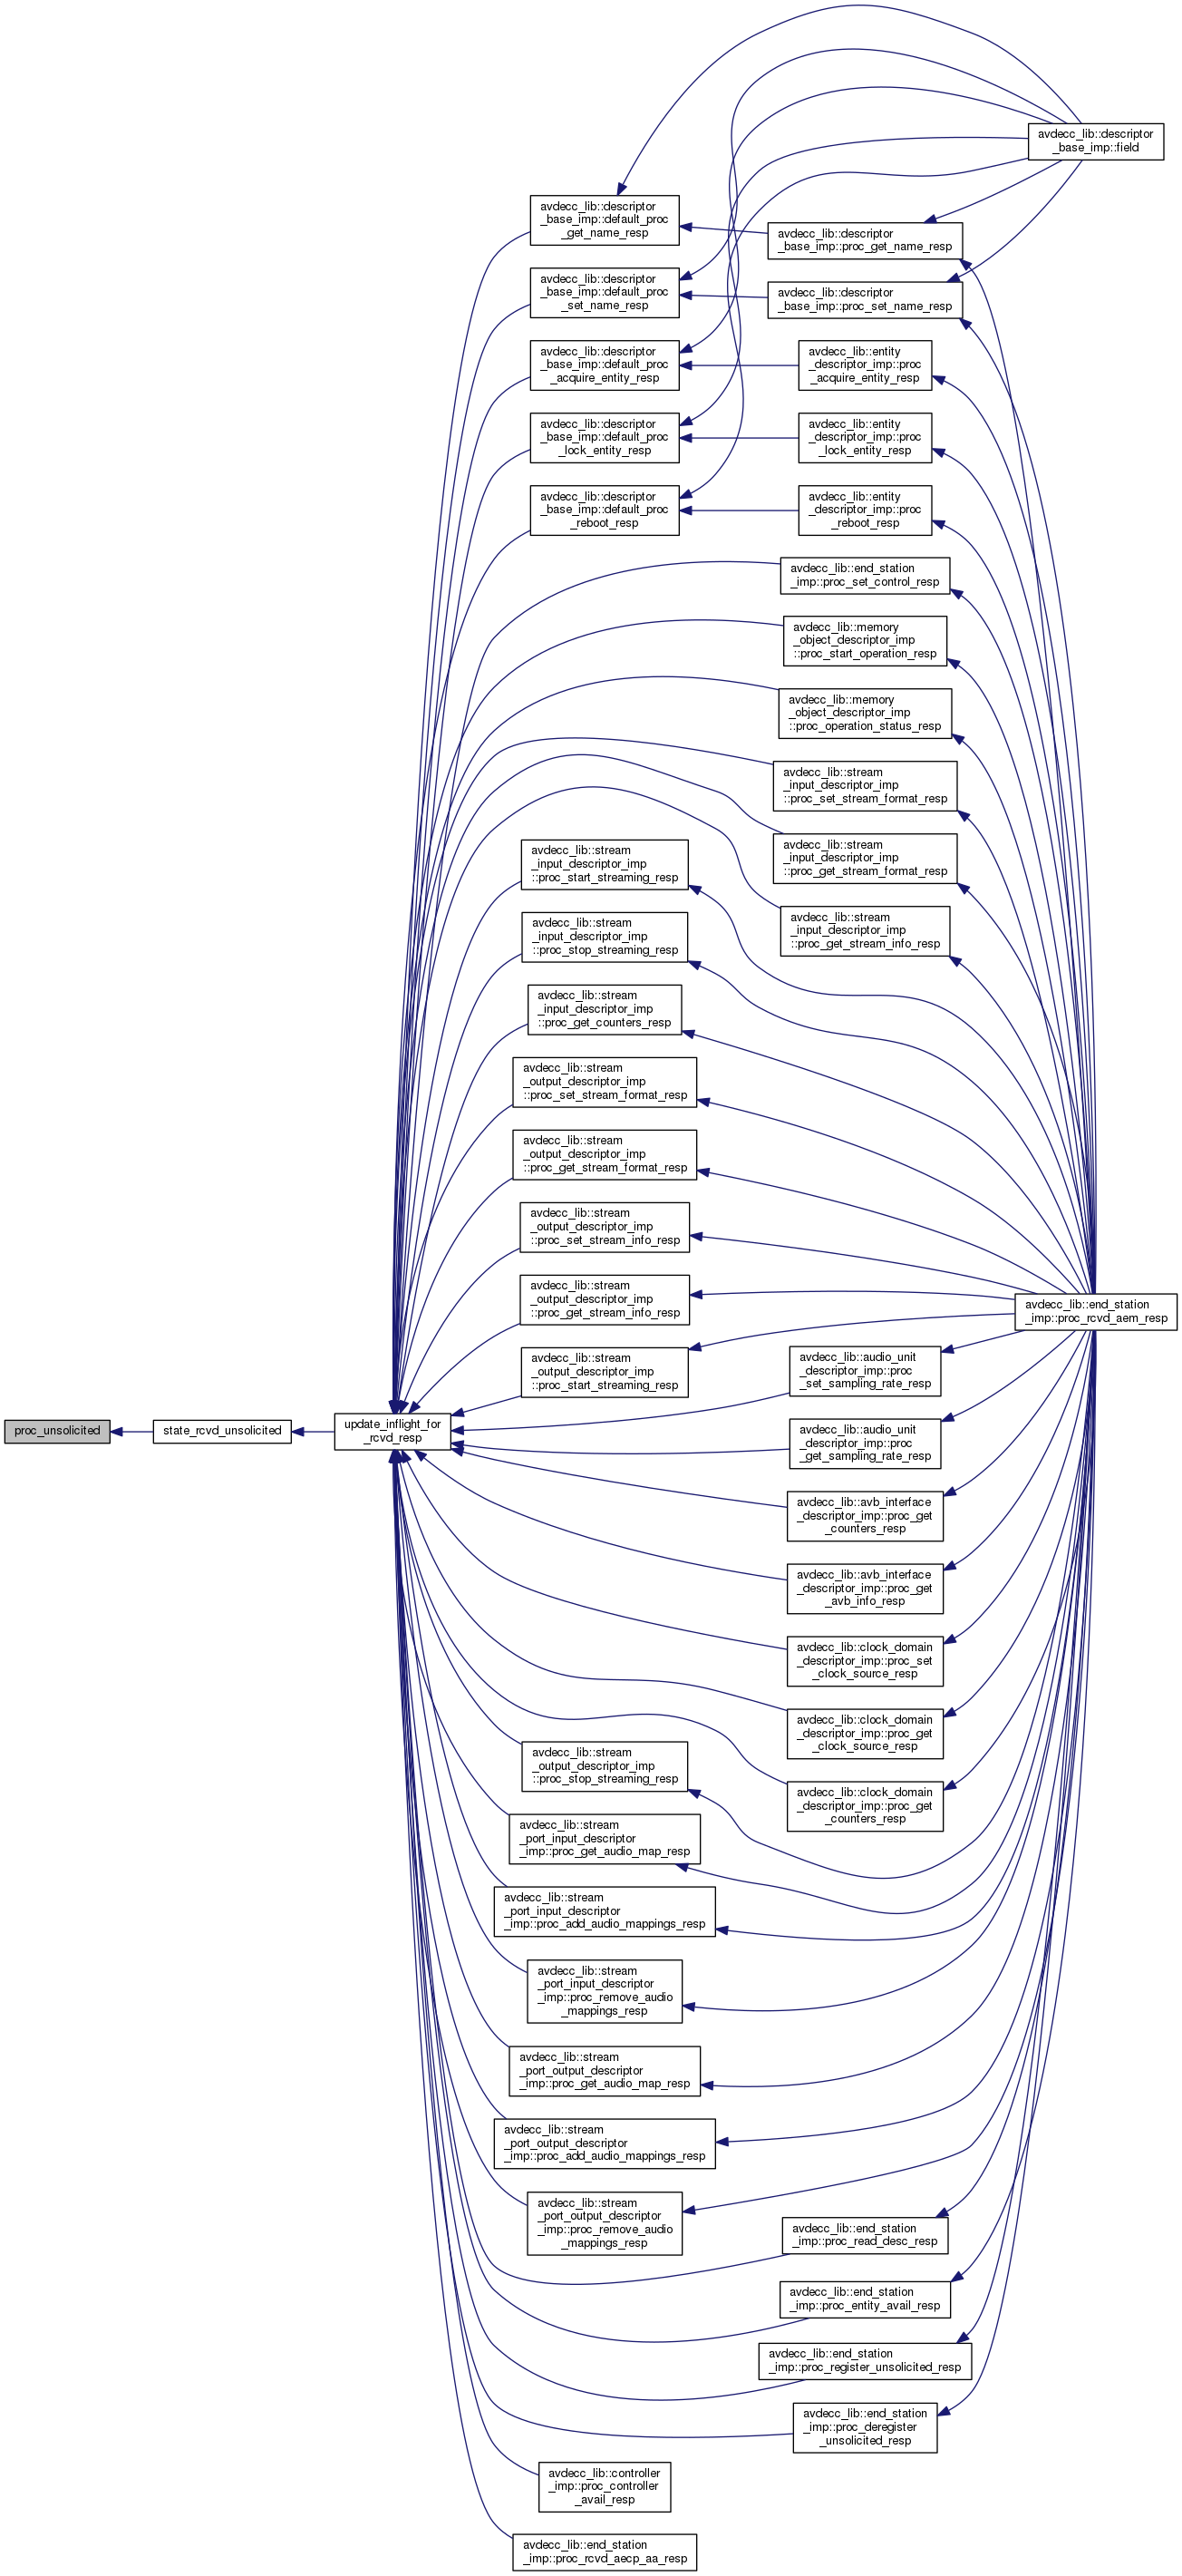 avdecc_lib::descriptor
_base_imp::field
avdecc_lib::descriptor
_base_imp::default_proc
_get_name_resp
avdecc_lib::descriptor
_base_imp::proc_get_name_resp
avdecc_lib::descriptor
_base_imp::default_proc
_set_name_resp
avdecc_lib::descriptor
_base_imp::proc_set_name_resp
avdecc_lib::descriptor
_base_imp::default_proc
_acquire_entity_resp
avdecc_lib::entity
_descriptor_imp::proc
_acquire_entity_resp
avdecc_lib::descriptor
_base_imp::default_proc
_lock_entity_resp
avdecc_lib::entity
_descriptor_imp::proc
_lock_entity_resp
avdecc_lib::descriptor
_base_imp::default_proc
_reboot_resp
avdecc_lib::entity
_descriptor_imp::proc
_reboot_resp
avdecc_lib::end_station
_imp::proc_set_control_resp
avdecc_lib::memory
_object_descriptor_imp
::proc_start_operation_resp
avdecc_lib::memory
_object_descriptor_imp
::proc_operation_status_resp
avdecc_lib::stream
_input_descriptor_imp
::proc_set_stream_format_resp
avdecc_lib::stream
_input_descriptor_imp
::proc_get_stream_format_resp
avdecc_lib::stream
_input_descriptor_imp
::proc_start_streaming_resp
avdecc_lib::stream
_input_descriptor_imp
::proc_get_stream_info_resp
avdecc_lib::stream
_input_descriptor_imp
::proc_stop_streaming_resp
avdecc_lib::stream
_input_descriptor_imp
::proc_get_counters_resp
avdecc_lib::stream
_output_descriptor_imp
::proc_set_stream_format_resp
avdecc_lib::stream
_output_descriptor_imp
::proc_get_stream_format_resp
avdecc_lib::stream
_output_descriptor_imp
::proc_set_stream_info_resp
avdecc_lib::stream
_output_descriptor_imp
::proc_get_stream_info_resp
avdecc_lib::end_station
_imp::proc_rcvd_aem_resp
avdecc_lib::stream
_output_descriptor_imp
::proc_start_streaming_resp
avdecc_lib::audio_unit
_descriptor_imp::proc
_set_sampling_rate_resp
proc_unsolicited
state_rcvd_unsolicited
update_inflight_for
_rcvd_resp
avdecc_lib::audio_unit
_descriptor_imp::proc
_get_sampling_rate_resp
avdecc_lib::avb_interface
_descriptor_imp::proc_get
_counters_resp
avdecc_lib::avb_interface
_descriptor_imp::proc_get
_avb_info_resp
avdecc_lib::clock_domain
_descriptor_imp::proc_set
_clock_source_resp
avdecc_lib::clock_domain
_descriptor_imp::proc_get
_clock_source_resp
avdecc_lib::stream
_output_descriptor_imp
::proc_stop_streaming_resp
avdecc_lib::clock_domain
_descriptor_imp::proc_get
_counters_resp
avdecc_lib::stream
_port_input_descriptor
_imp::proc_get_audio_map_resp
avdecc_lib::stream
_port_input_descriptor
_imp::proc_add_audio_mappings_resp
avdecc_lib::stream
_port_input_descriptor
_imp::proc_remove_audio
_mappings_resp
avdecc_lib::stream
_port_output_descriptor
_imp::proc_get_audio_map_resp
avdecc_lib::stream
_port_output_descriptor
_imp::proc_add_audio_mappings_resp
avdecc_lib::stream
_port_output_descriptor
_imp::proc_remove_audio
_mappings_resp
avdecc_lib::end_station
_imp::proc_read_desc_resp
avdecc_lib::end_station
_imp::proc_entity_avail_resp
avdecc_lib::end_station
_imp::proc_register_unsolicited_resp
avdecc_lib::end_station
_imp::proc_deregister
_unsolicited_resp
avdecc_lib::controller
_imp::proc_controller
_avail_resp
avdecc_lib::end_station
_imp::proc_rcvd_aecp_aa_resp